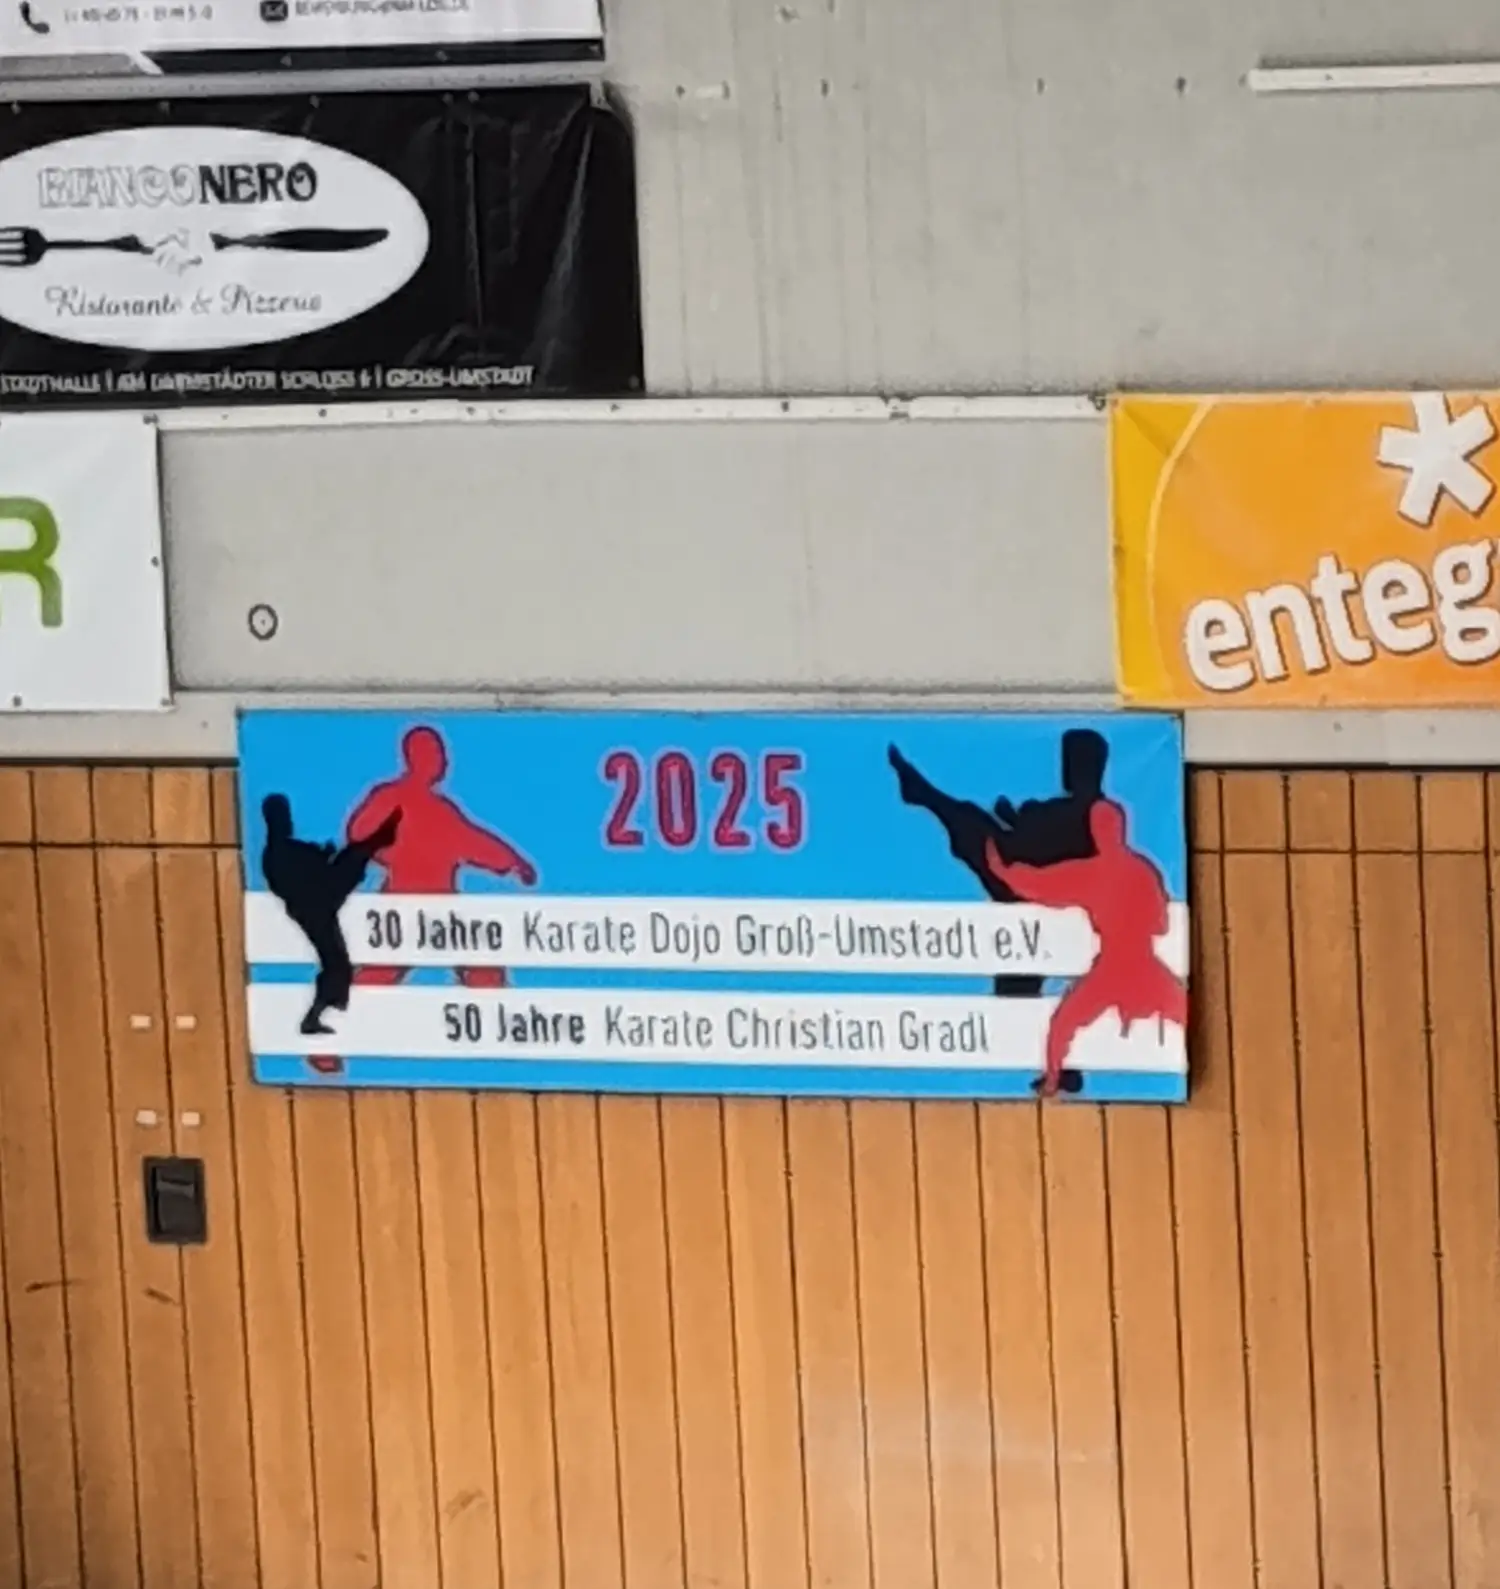 BIANCONERO
Ristorante & Pizzeria
STADTHALLE | AM DARMSTÄDTER SCHLOSS 6 | GROSS-UMSTADT
R
enteg
2025
30 Jahre Karate Dojo Groß-Umstadt e.V.
50 Jahre Karate Christian Gradl